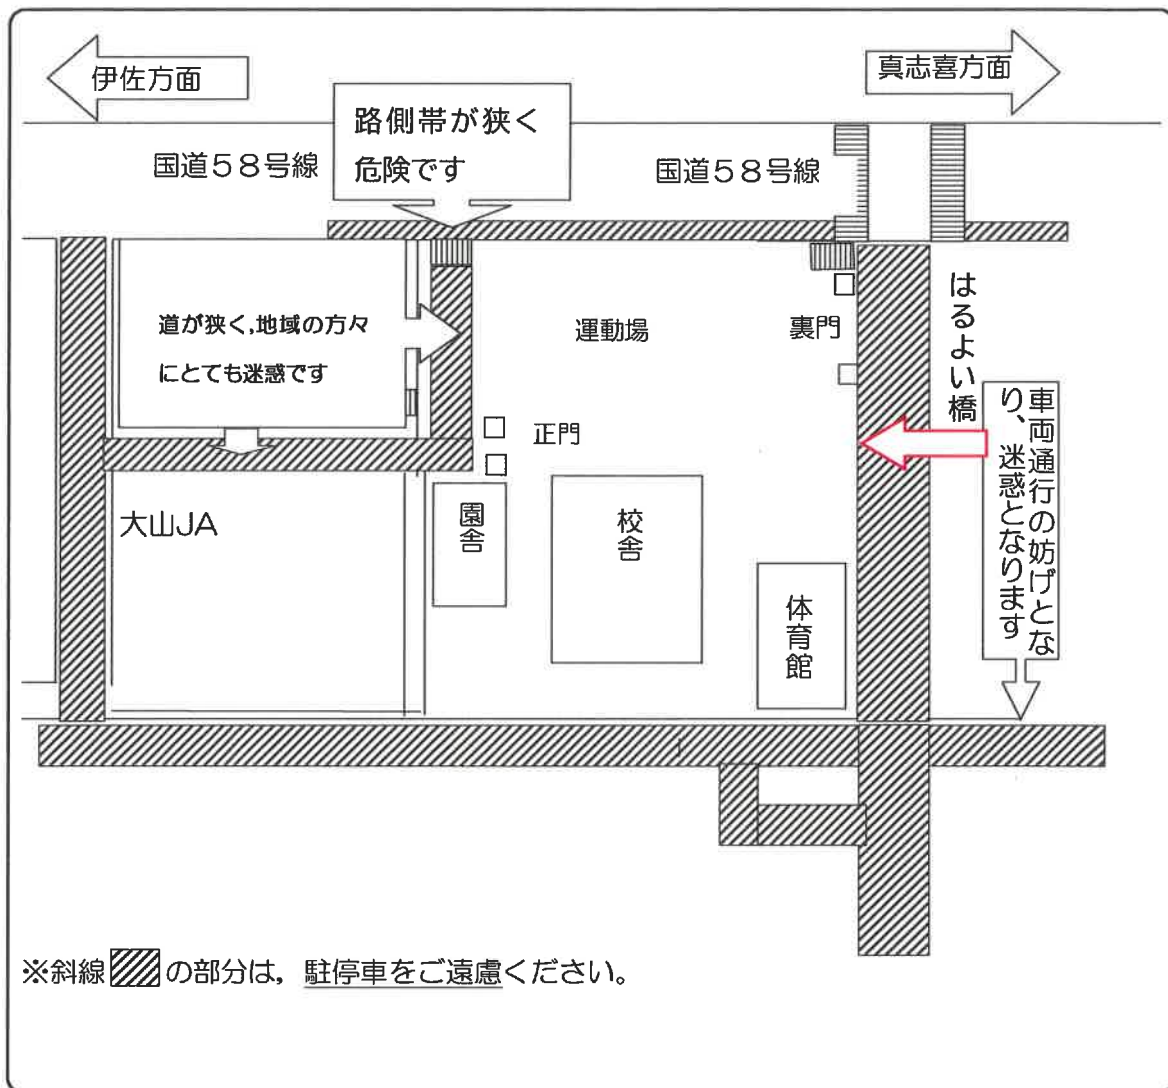 伊佐方面
真志喜方面
路側帯が狭く
危険です
国道58号線
国道58号線
道が狭く,地域の方々
にとても迷惑です
運動場
裏門
はるよい橋
車両通行の妨げとな
り、迷惑となります
正門
大山JA
園舎
校舎
体育館
※斜線の部分は，駐停車をご遠慮ください。